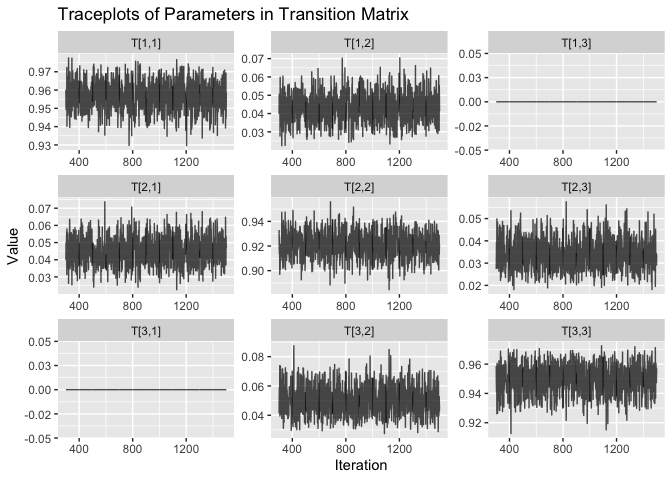 Traceplots of Parameters in Transition Matrix
T[1,1] T[1,2] T[1,3]
0.97
0.96
0.95
0.94
0.93
400 800 1200
0.07
0.06
0.05
0.04
0.03
400 800 1200
0.05
0.03
0.00
-0.02
-0.05
400 800 1200
T[2,1] T[2,2] T[2,3]
0.07
0.06
0.05
0.04
0.03
400 800 1200
0.94
0.92
0.90
400 800 1200
0.05
0.04
0.03
0.02
400 800 1200
T[3,1] T[3,2] T[3,3]
0.05
0.03
0.00
-0.02
-0.05
400 800 1200
0.08
0.06
0.04
400 800 1200
0.96
0.94
0.92
400 800 1200
Value
Iteration